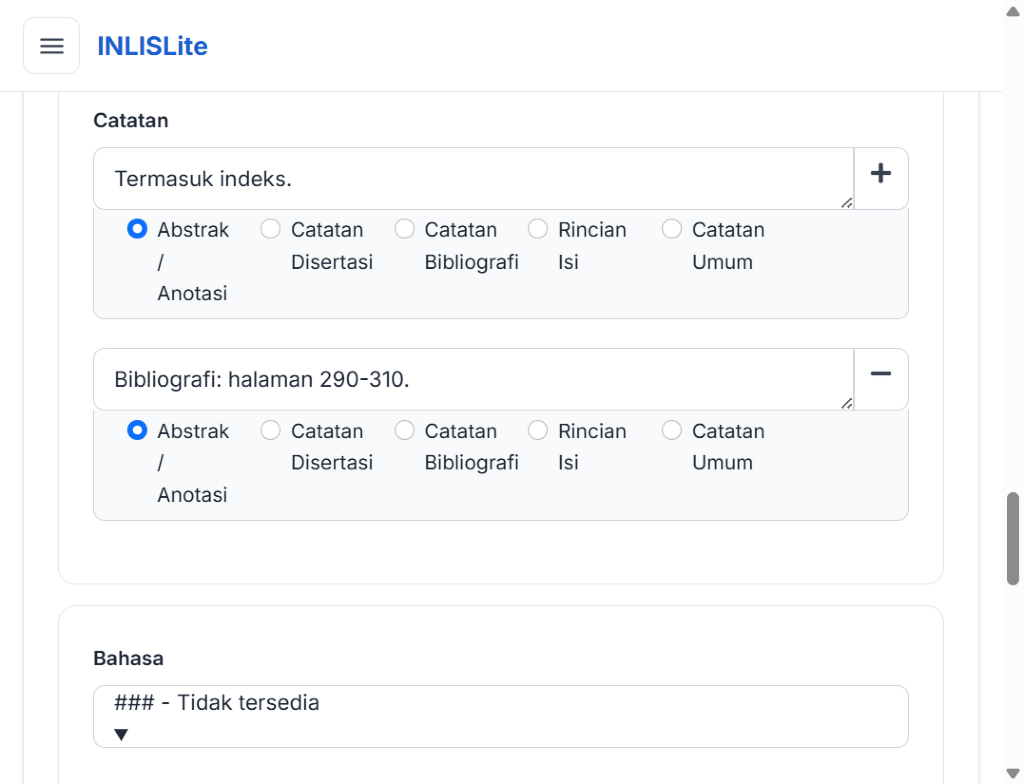 INLISLite
Catatan
Termasuk indeks.
Abstrak / Anotasi
Catatan Disertasi
Catatan Bibliografi
Rincian Isi
Catatan Umum
Bibliografi: halaman 290-310.
Abstrak / Anotasi
Catatan Disertasi
Catatan Bibliografi
Rincian Isi
Catatan Umum
Bahasa
### - Tidak tersedia